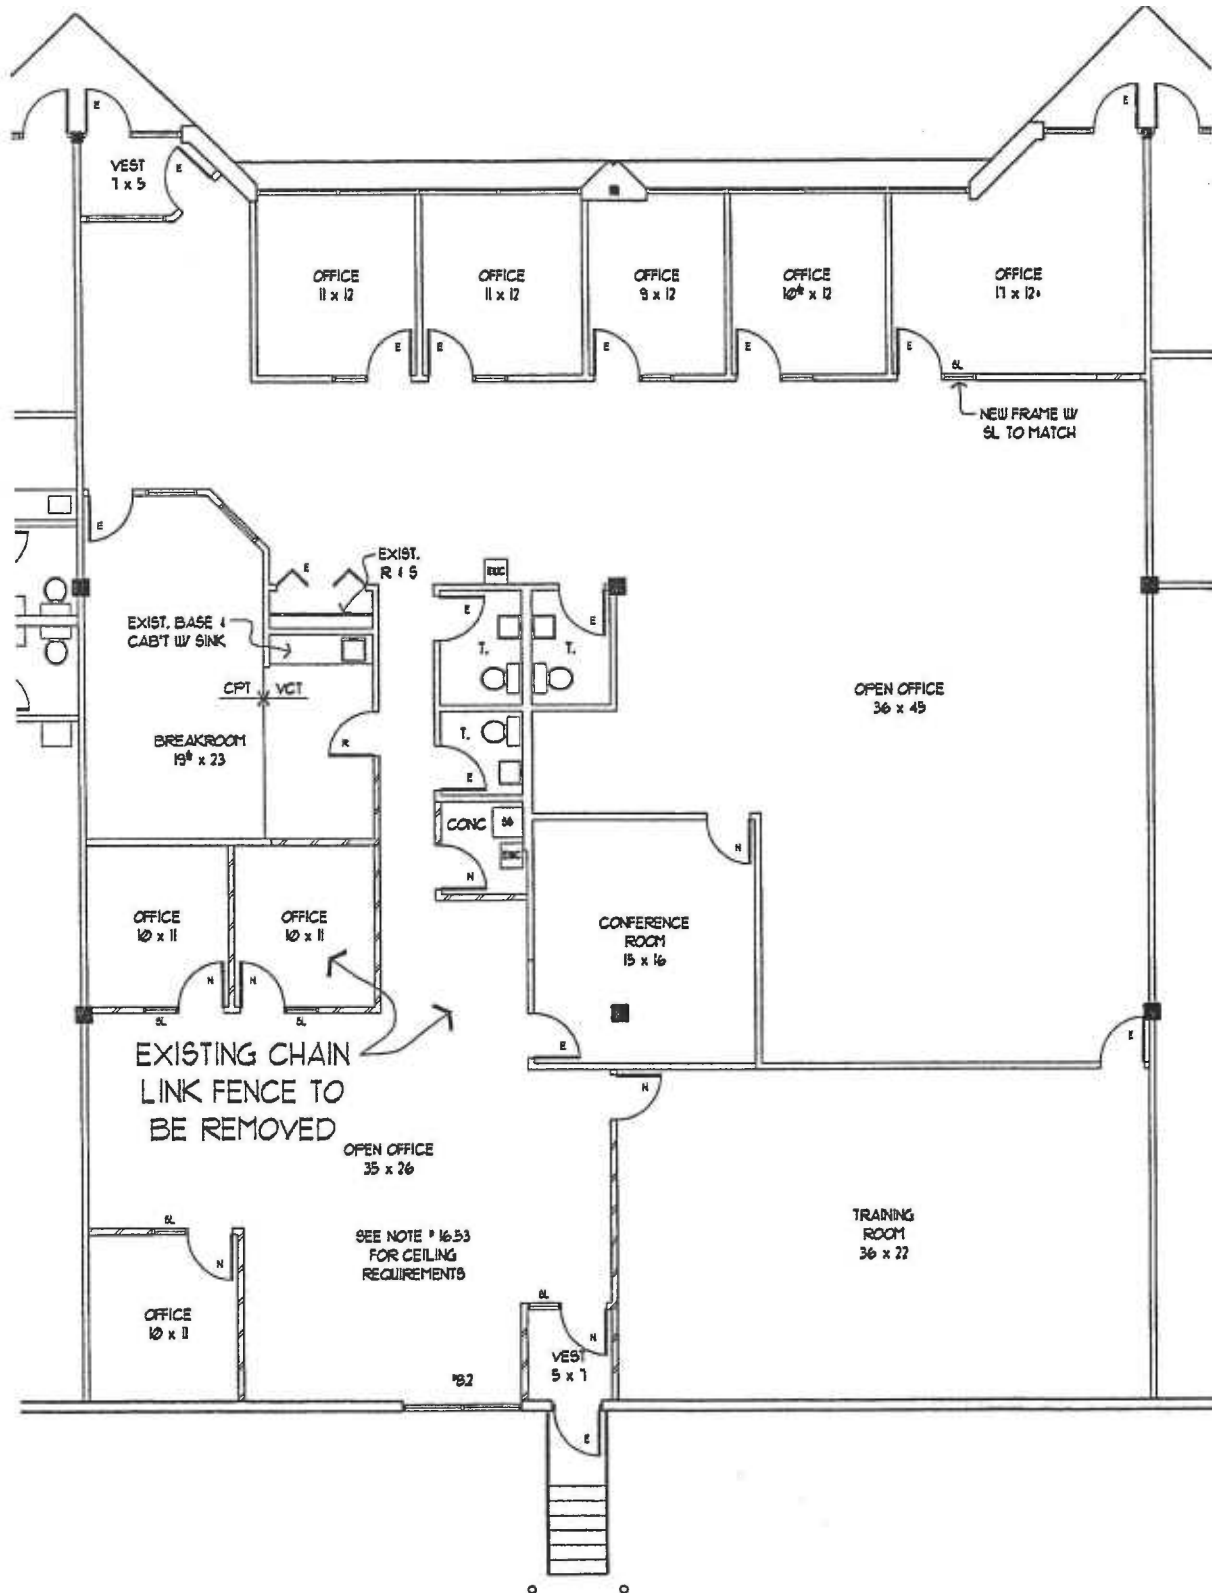 E
E
VEST
7 x 5
E
OFFICE
11 x 12
OFFICE
11 x 12
OFFICE
9 x 12
OFFICE
10⁶ x 12
OFFICE
17 x 12+
E
E
E
E
E
SL
NEW FRAME W/
SL TO MATCH
E
E
EXIST.
R & S
EWC
E
E
EXIST. BASE &
CAB'T W/ SINK
T.
T.
CPT
VCT
OPEN OFFICE
36 x 45
BREAKROOM
19⁶ x 23
R
T.
E
CONC
EWC
N
N
OFFICE
10 x 11
OFFICE
10 x 11
CONFERENCE
ROOM
15 x 16
N
N
SL
SL
E
E
EXISTING CHAIN
LINK FENCE TO
BE REMOVED
N
OPEN OFFICE
35 x 26
SL
N
SEE NOTE # 16.53
FOR CEILING
REQUIREMENTS
TRAINING
ROOM
36 x 22
OFFICE
10 x 11
SL
N
VEST
5 x 7
E